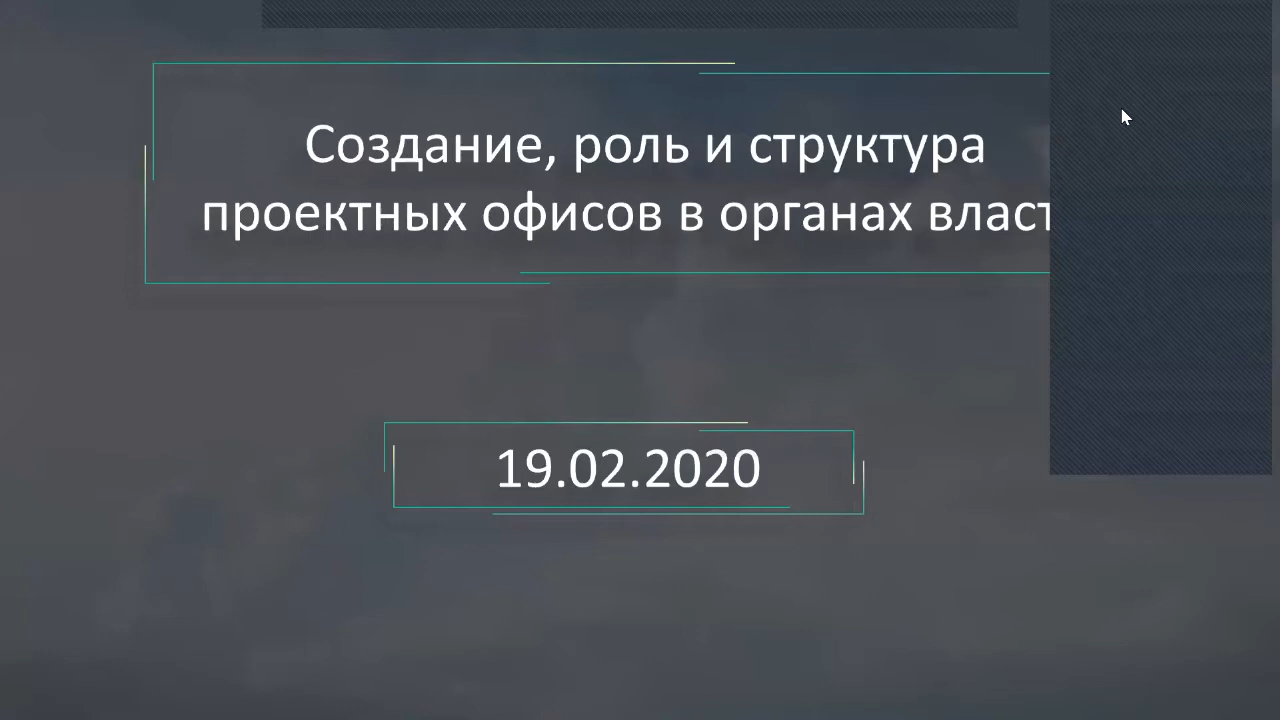 Создание, роль и структура
проектных офисов в органах власт
19.02.2020